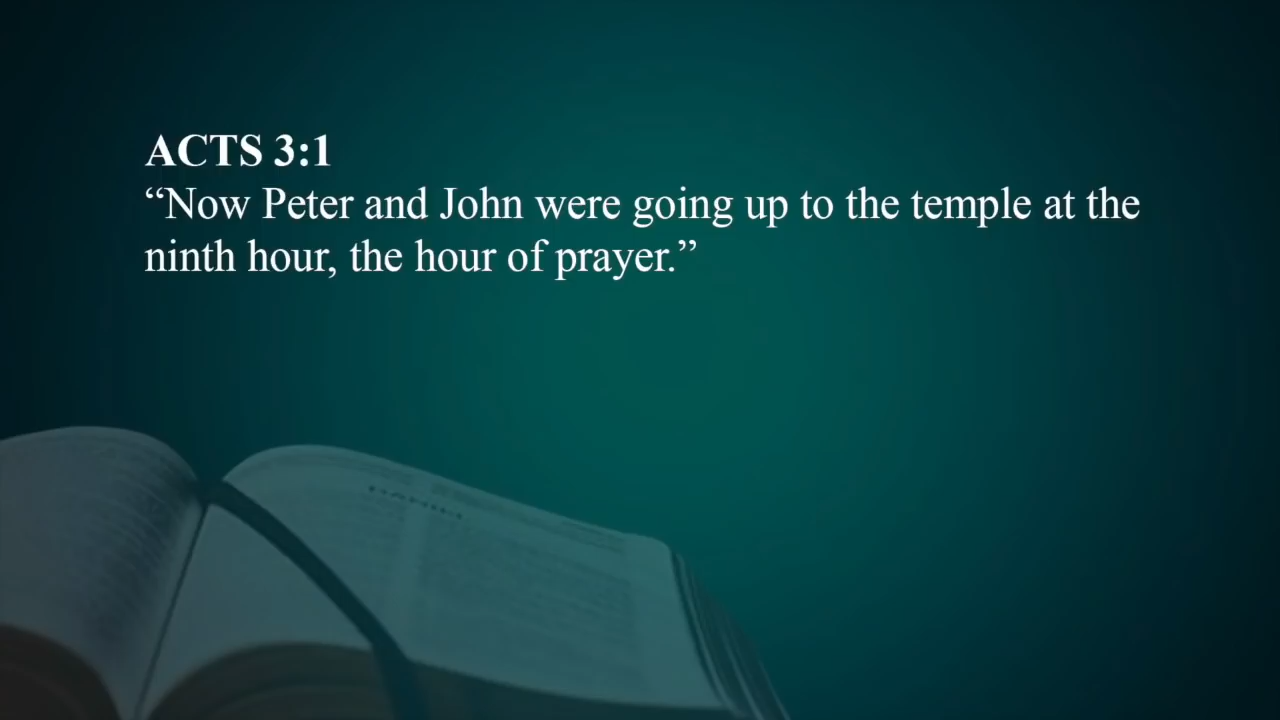 ACTS 3:1
“Now Peter and John were going up to the temple at the
ninth hour, the hour of prayer.”